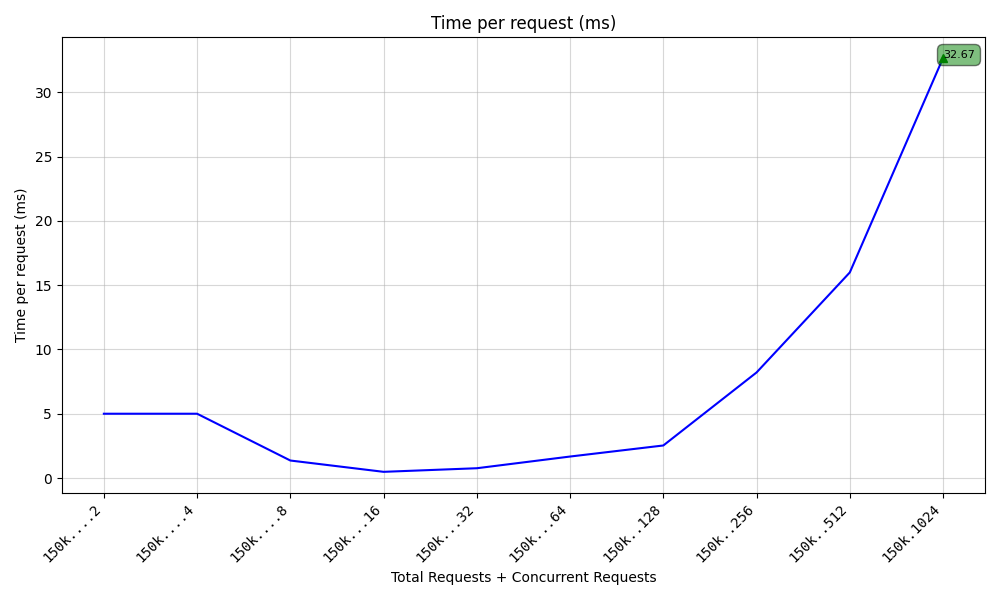 Time per request (ms)
32.67
Time per request (ms)
30
25
20
15
10
5
0
150k....2
150k....4
150k....8
150k...16
150k...32
150k...64
150k..128
150k..256
150k..512
150k.1024
Total Requests + Concurrent Requests